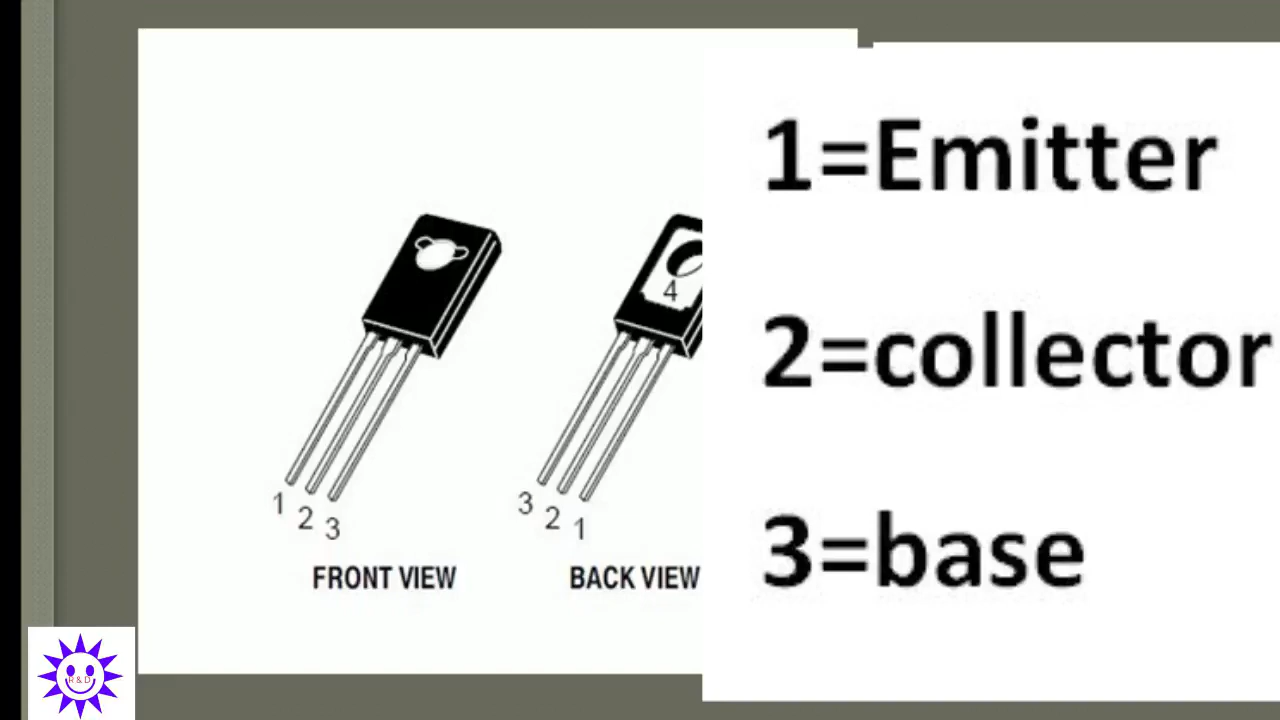 1=Emitter
2=collector
3=base
4
1 2 3
3 2 1
FRONT VIEW
BACK VIEW
R & D